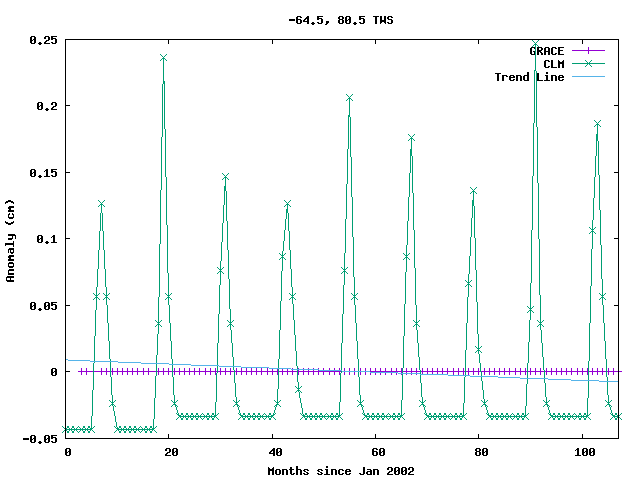 -64.5, 80.5 TWS
0.25
0.2
0.15
0.1
0.05
0
-0.05
Anomaly (cm)
GRACE
CLM
Trend Line
0 20 40 60 80 100
Months since Jan 2002